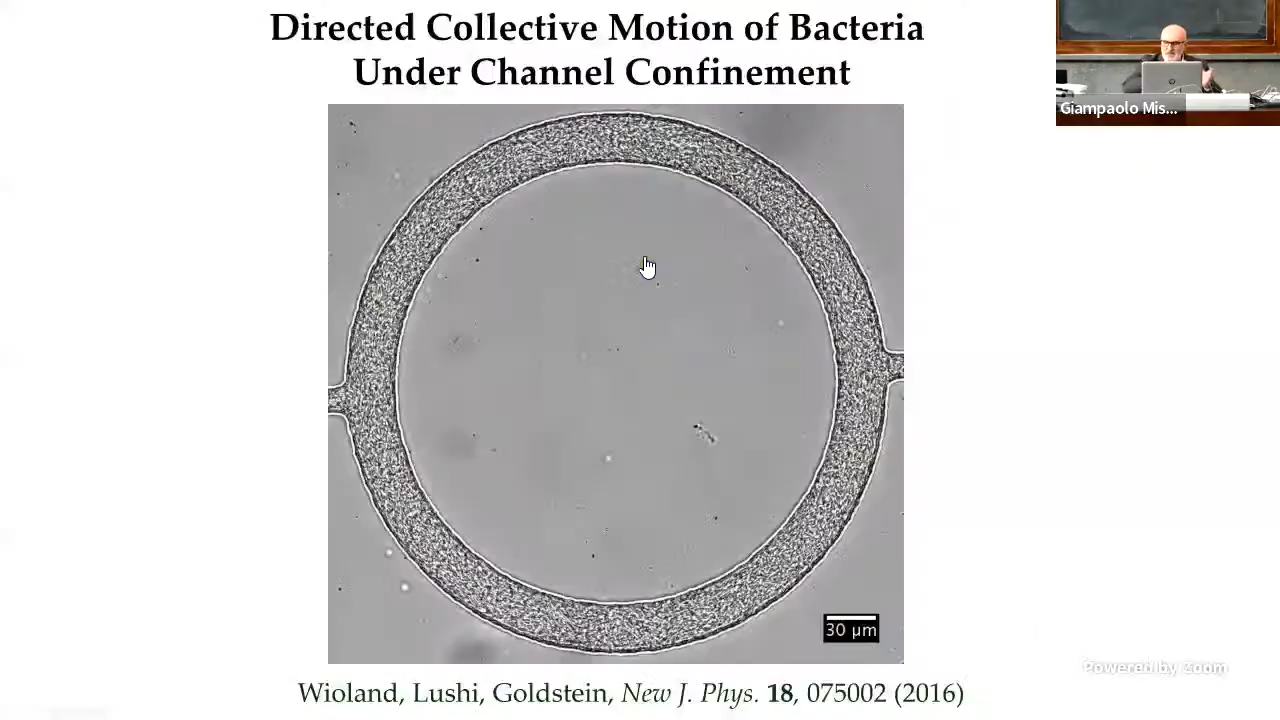 Directed Collective Motion of Bacteria
Under Channel Confinement
Giampaolo Mis...
30 μm
Wioland, Lushi, Goldstein, New J. Phys. 18, 075002 (2016)
Powered by Zoom